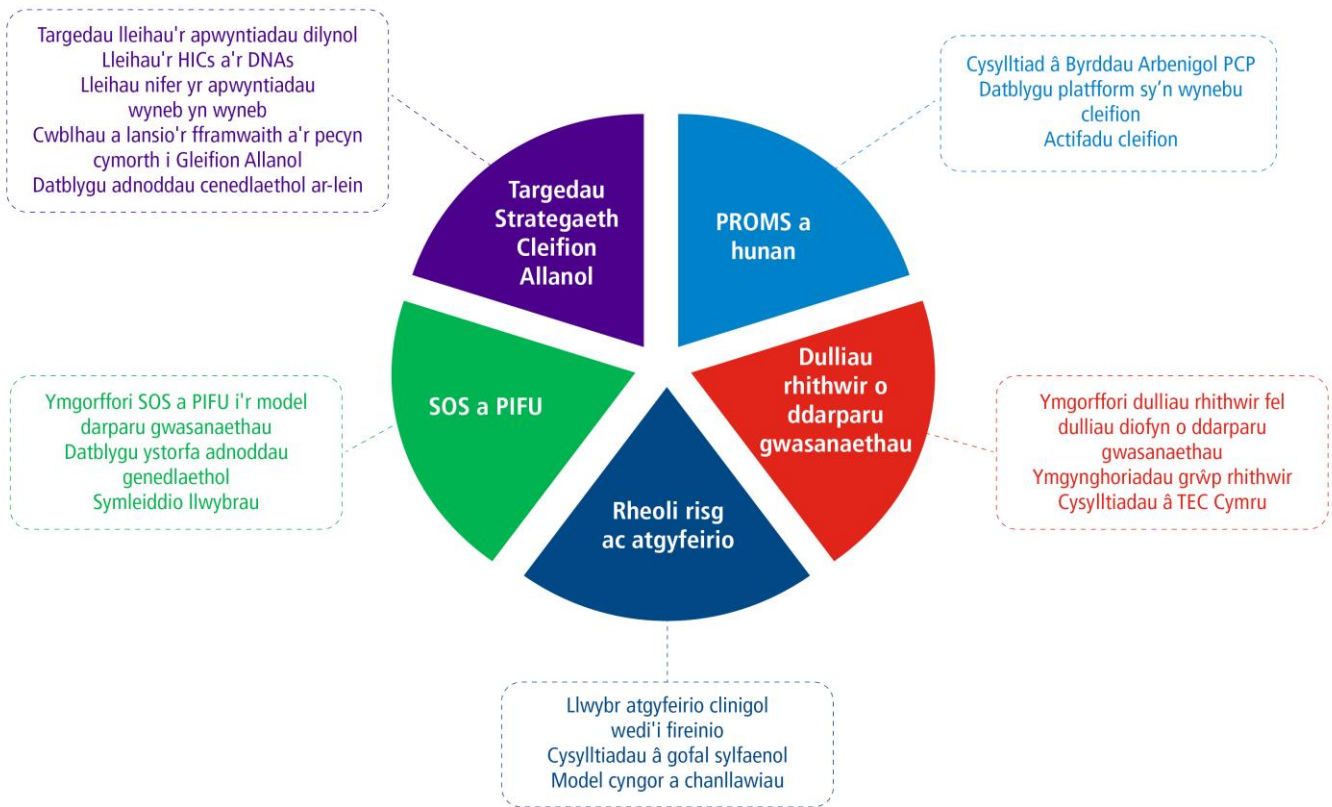 Targedau lleihau'r apwyntiadau dilynol
Lleihau'r HICs a'r DNAs
Lleihau nifer yr apwyntiadau
wyneb yn wyneb
Cwblhau a lansio'r fframwaith a'r pecyn
cymorth i Gleifion Allanol
Datblygu adnoddau cenedlaethol ar-lein
Cysylltiad â Byrddau Arbenigol PCP
Datblygu platfform sy'n wynebu
cleifion
Actifadu cleifion
Targedau
Strategaeth
Cleifion
Allanol
PROMS a
hunan
SOS a PIFU
Dulliau
rhithwir o
ddarparu
gwasanaethau
Rheoli risg
ac atgyfeirio
Ymgorffori SOS a PIFU i'r model
darparu gwasanaethau
Datblygu ystorfa adnoddau
genedlaethol
Symleiddio llwybrau
Ymgorffori dulliau rhithwir fel
dulliau diofyn o ddarparu
gwasanaethau
Ymgynghoriadau grŵp rhithwir
Cysylltiadau â TEC Cymru
Llwybr atgyfeirio clinigol
wedi'i fireinio
Cysylltiadau â gofal sylfaenol
Model cyngor a chanllawiau